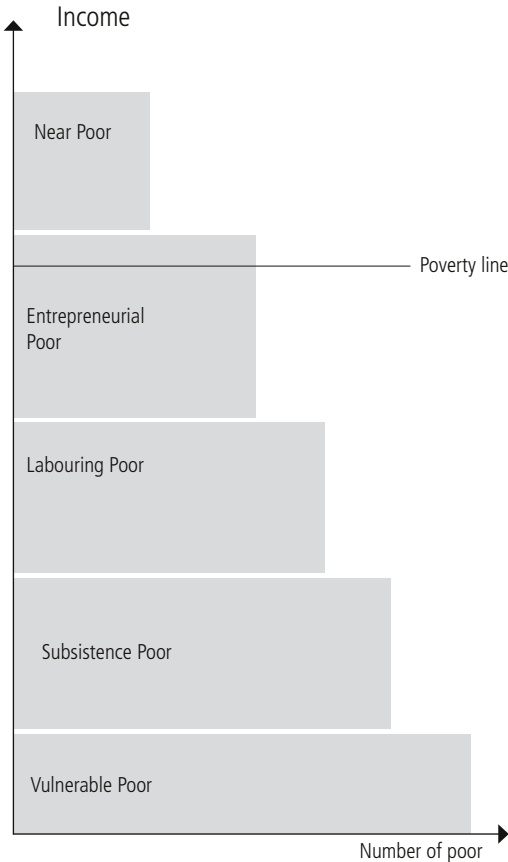 Income
Near Poor
Poverty line
Entrepreneurial
Poor
Labouring Poor
Subsistence Poor
Vulnerable Poor
Number of poor